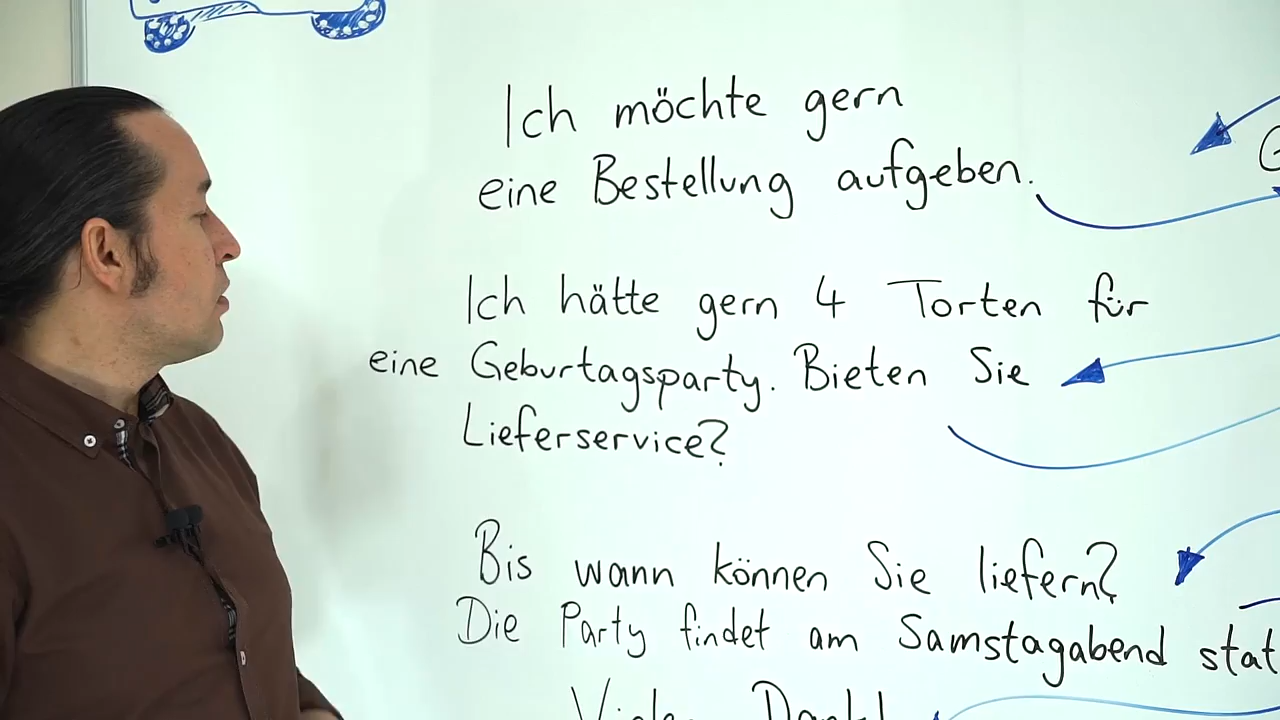 Ich möchte gern
eine Bestellung aufgeben.
Ich hätte gern 4 Torten für
eine Geburtagsparty. Bieten Sie
Lieferservice?
Bis wann können Sie liefern?
Die Party findet am Samstagabend stat